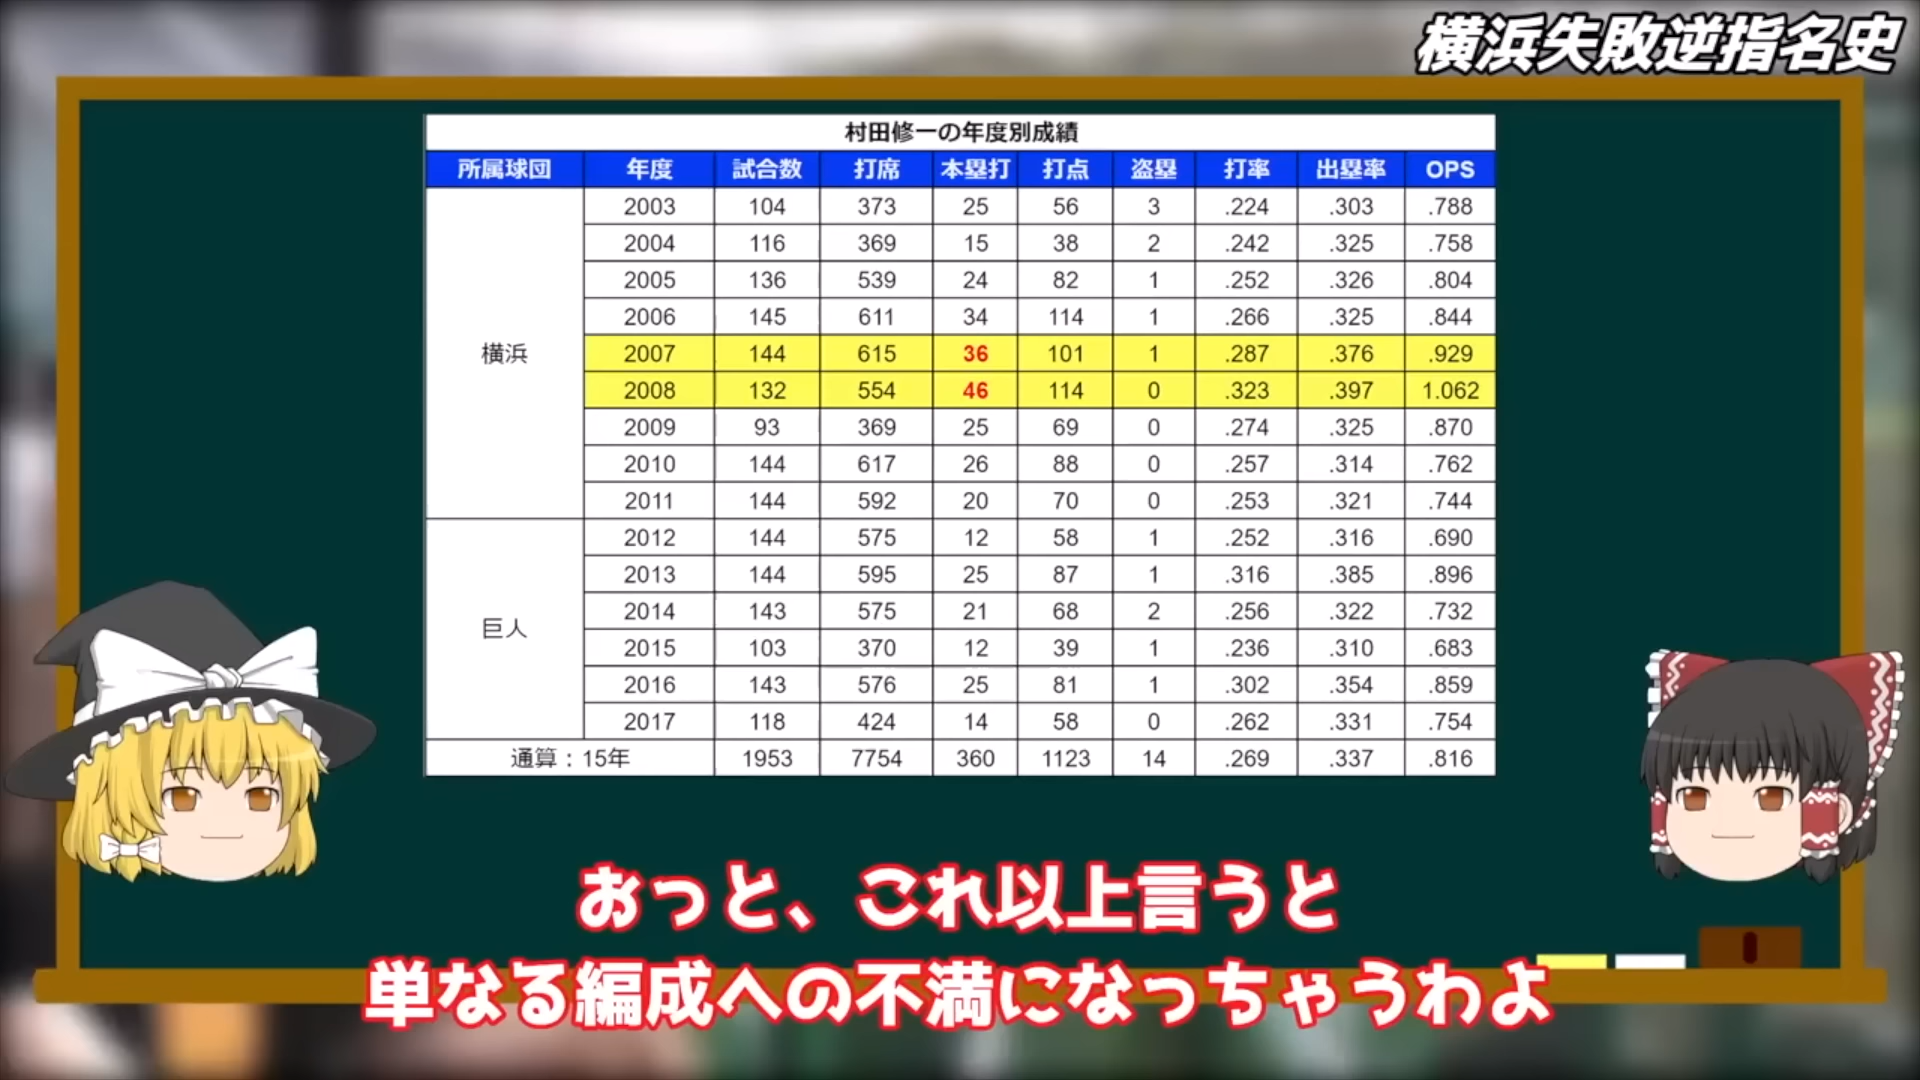 横浜失敗逆指名史
村田修一の年度別成績
所属球団 年度 試合数 打席 本塁打 打点 盗塁 打率 出塁率 OPS
横浜 2003 104 373 25 56 3 .224 .303 .788
2004 116 369 15 38 2 .242 .325 .758
2005 136 539 24 82 1 .252 .326 .804
2006 145 611 34 114 1 .266 .325 .844
2007 144 615 36 101 1 .287 .376 .929
2008 132 554 46 114 0 .323 .397 1.062
2009 93 369 25 69 0 .274 .325 .870
2010 144 617 26 88 0 .257 .314 .762
2011 144 592 20 70 0 .253 .321 .744
巨人 2012 144 575 12 58 1 .252 .316 .690
2013 144 595 25 87 1 .316 .385 .896
2014 143 575 21 68 2 .256 .322 .732
2015 103 370 12 39 1 .236 .310 .683
2016 143 576 25 81 1 .302 .354 .859
2017 118 424 14 58 0 .262 .331 .754
通算：15年 1953 7754 360 1123 14 .269 .337 .816
おっと、これ以上言うと
単なる編成への不満になっちゃうわよ